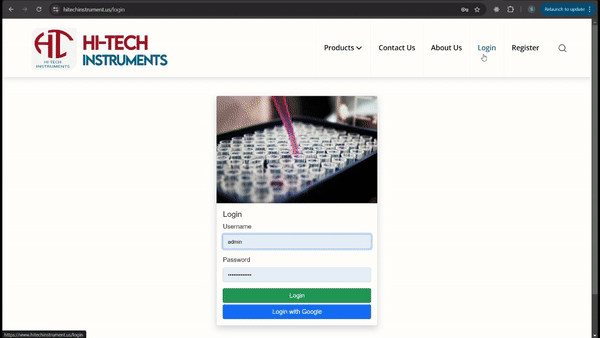 hitechinstrument.us/login
Relaunch to update
HI-TECH
INSTRUMENTS
HI-TECH
INSTRUMENTS
Products
Contact Us
About Us
Login
Register
Login
Username
admin
Password
••••••••••••
Login
Login with Google
https://www.hitechinstrument.us/login